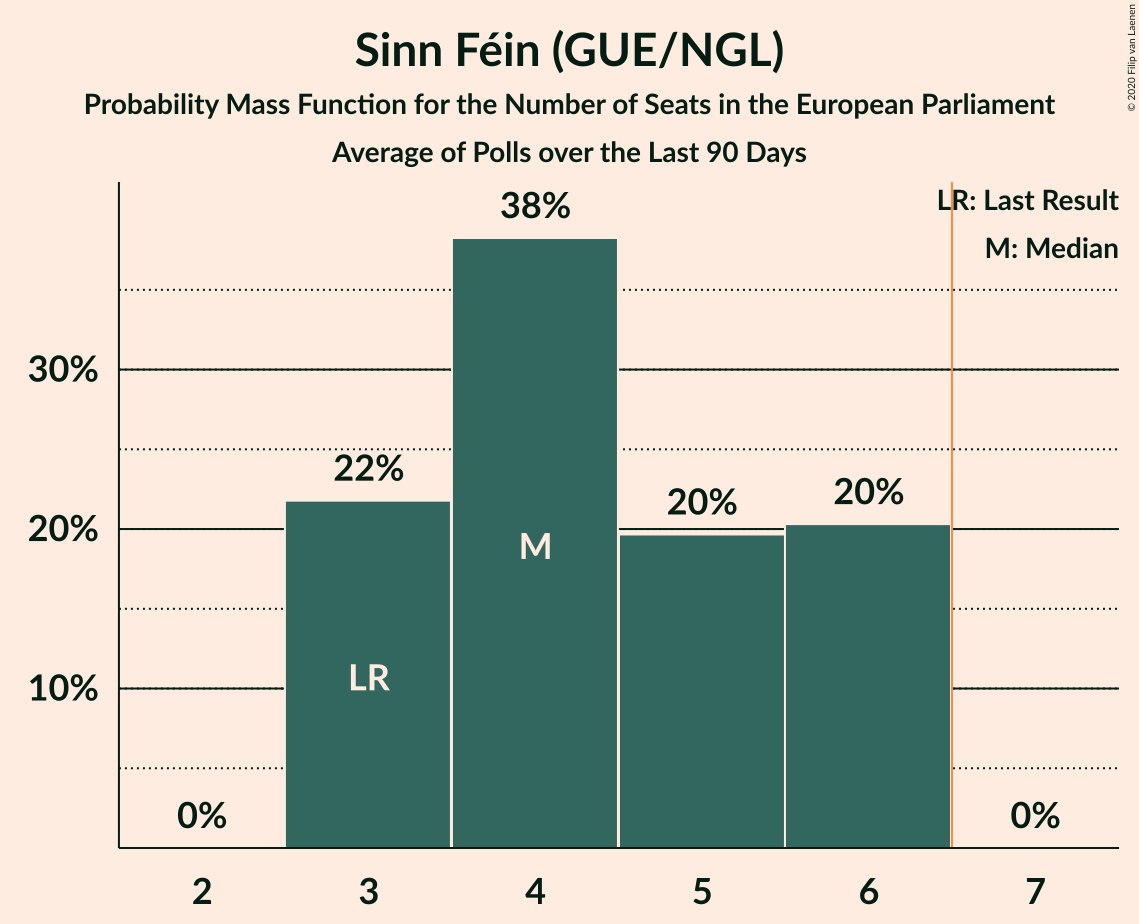 Sinn Féin (GUE/NGL)
Probability Mass Function for the Number of Seats in the European Parliament
Average of Polls over the Last 90 Days
© 2020 Filip van Laenen
LR: Last Result
M: Median
38%
30%
22%
20%
20%
20%
M
LR
10%
0%
0%
2 3 4 5 6 7